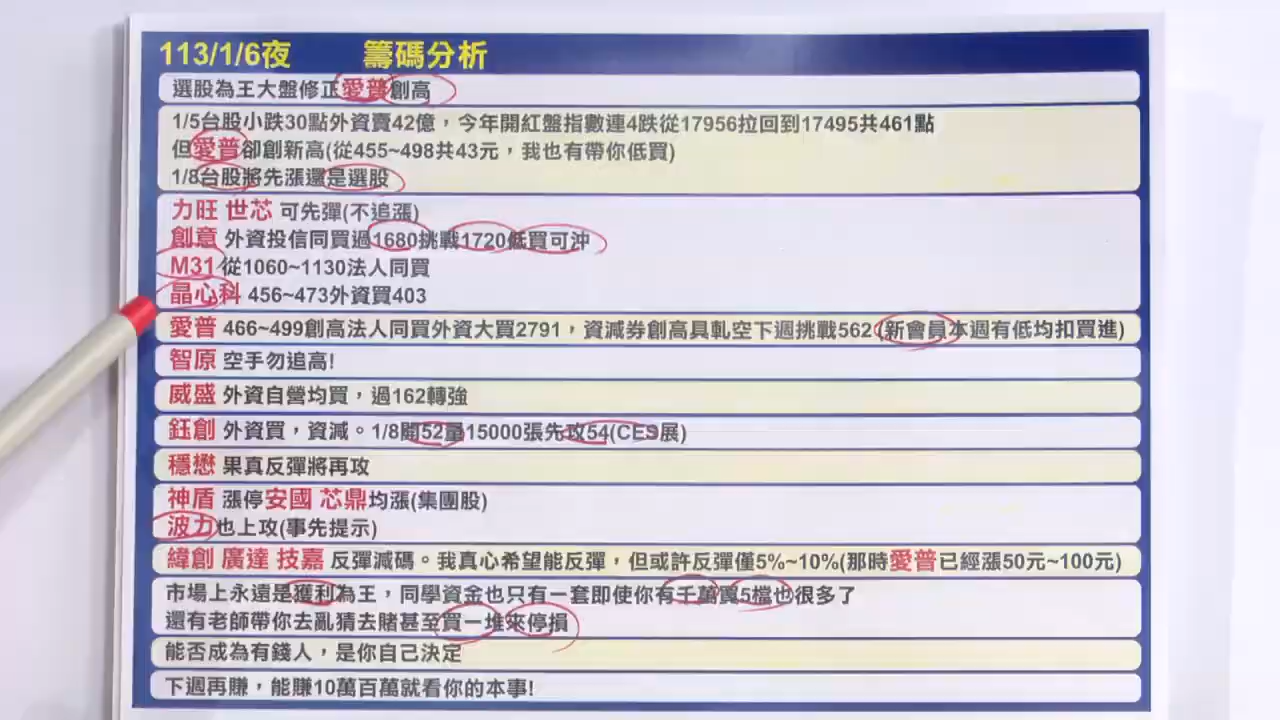 113/1/6夜 籌碼分析
選股為王大盤修正愛普創高
1/5台股小跌30點外資賣42億，今年開紅盤指數連4跌從17956拉回到17495共461點
但愛普卻創新高(從455~498共43元，我也有帶你低買)
1/8台股將先漲還是選股
力旺 世芯 可先彈(不追漲)
創意 外資投信同買過1680挑戰1720低買可沖
M31 從1060~1130法人同買
晶心科 456~473外資買403
愛普 466~499創高法人同買外資大買2791，資減券創高具軋空下週挑戰562 (新會員本週有低均扣買進)
智原 空手勿追高!
威盛 外資自營均買，過162轉強
鈺創 外資買，資減。1/8開52量15000張先攻54(CES展)
穩懋 果真反彈將再攻
神盾 漲停安國 芯鼎均漲(集團股)
波力也上攻(事先提示)
緯創 廣達 技嘉 反彈減碼。我真心希望能反彈，但或許反彈僅5%~10%(那時愛普已經漲50元~100元)
市場上永遠是獲利為王，同學資金也只有一套即使你有千萬買5檔也很多了
還有老師帶你去亂猜去賭甚至買一堆來停損
能否成為有錢人，是你自己決定
下週再賺，能賺10萬百萬就看你的本事!